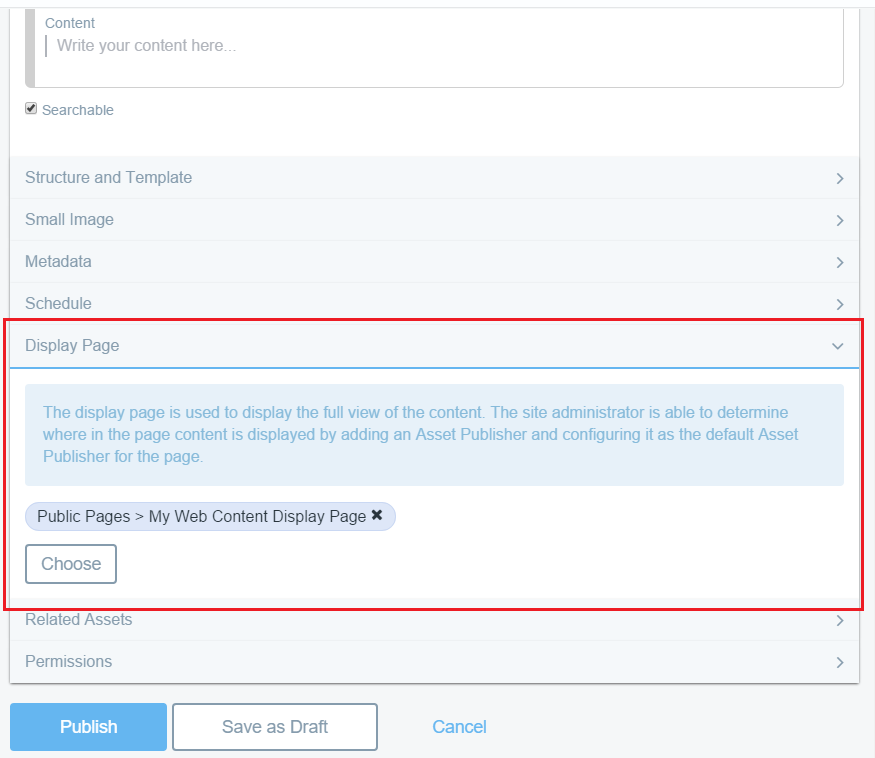 Content
Write your content here...
Searchable
Structure and Template
Small Image
Metadata
Schedule
Display Page
The display page is used to display the full view of the content. The site administrator is able to determine
where in the page content is displayed by adding an Asset Publisher and configuring it as the default Asset
Publisher for the page.
Public Pages > My Web Content Display Page ✖
Choose
Related Assets
Permissions
Publish Save as Draft Cancel